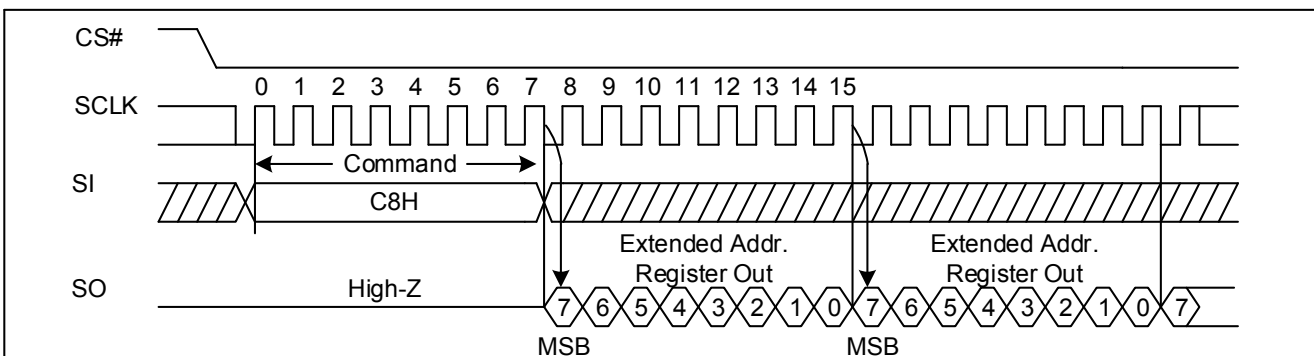 CS#
0 1 2 3 4 5 6 7 8 9 10 11 12 13 14 15
SCLK
Command
SI
C8H
Extended Addr. Extended Addr.
Register Out Register Out
SO
High-Z
7 6 5 4 3 2 1 0 7 6 5 4 3 2 1 0 7
MSB MSB